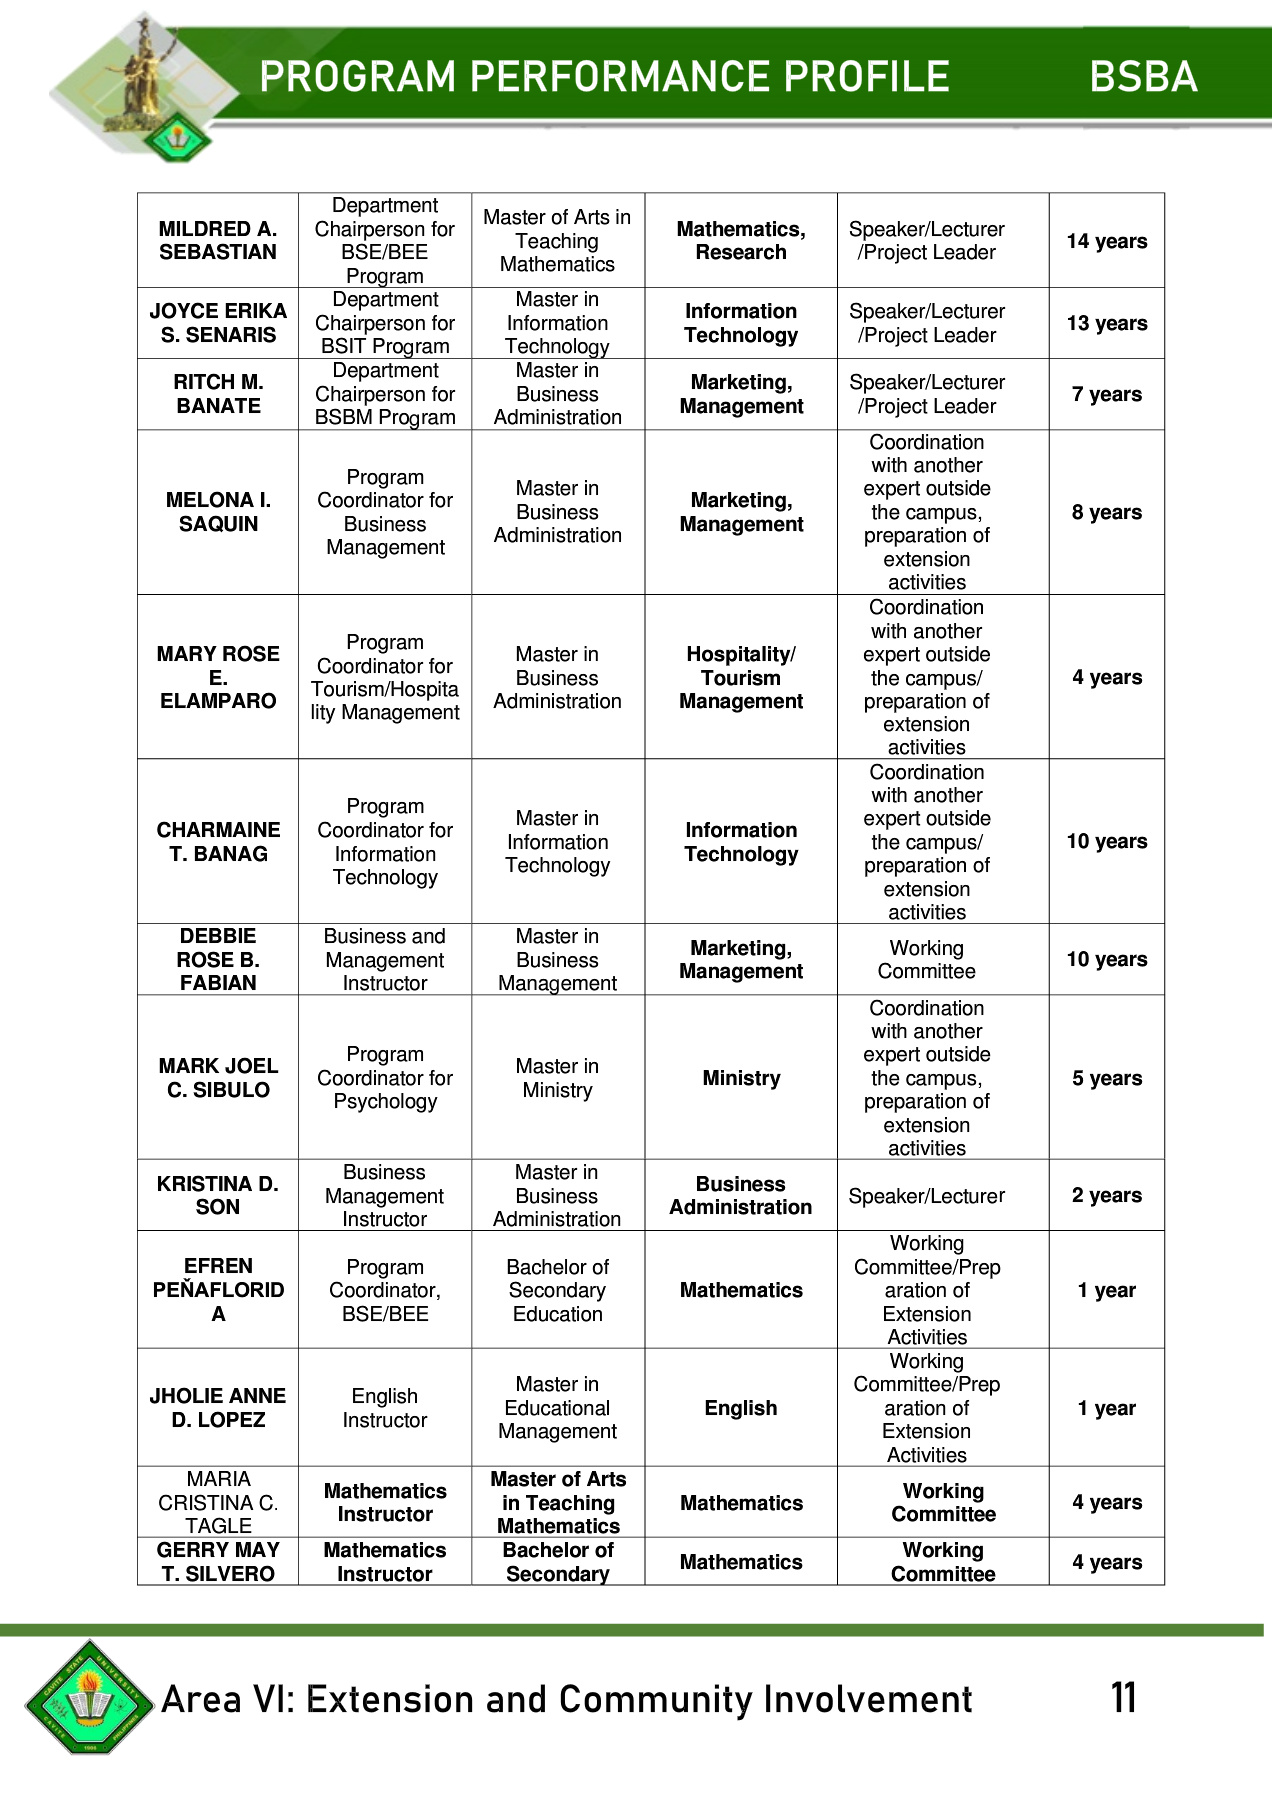 PROGRAM PERFORMANCE PROFILE BSBA
MILDRED A.
SEBASTIAN
Department
Chairperson for
BSE/BEE
Program
Master of Arts in
Teaching
Mathematics
Mathematics,
Research
Speaker/Lecturer
/Project Leader
14 years
JOYCE ERIKA
S. SENARIS
Department
Chairperson for
BSIT Program
Master in
Information
Technology
Information
Technology
Speaker/Lecturer
/Project Leader
13 years
RITCH M.
BANATE
Department
Chairperson for
BSBM Program
Master in
Business
Administration
Marketing,
Management
Speaker/Lecturer
/Project Leader
7 years
MELONA I.
SAQUIN
Program
Coordinator for
Business
Management
Master in
Business
Administration
Marketing,
Management
Coordination
with another
expert outside
the campus,
preparation of
extension
activities
8 years
MARY ROSE
E.
ELAMPARO
Program
Coordinator for
Tourism/Hospita
lity Management
Master in
Business
Administration
Hospitality/
Tourism
Management
Coordination
with another
expert outside
the campus/
preparation of
extension
activities
4 years
CHARMAINE
T. BANAG
Program
Coordinator for
Information
Technology
Master in
Information
Technology
Information
Technology
Coordination
with another
expert outside
the campus/
preparation of
extension
activities
10 years
DEBBIE
ROSE B.
FABIAN
Business and
Management
Instructor
Master in
Business
Management
Marketing,
Management
Working
Committee
10 years
MARK JOEL
C. SIBULO
Program
Coordinator for
Psychology
Master in
Ministry
Ministry
Coordination
with another
expert outside
the campus,
preparation of
extension
activities
5 years
KRISTINA D.
SON
Business
Management
Instructor
Master in
Business
Administration
Business
Administration
Speaker/Lecturer
2 years
EFREN
PEŇAFLORID
A
Program
Coordinator,
BSE/BEE
Bachelor of
Secondary
Education
Mathematics
Working
Committee/Prep
aration of
Extension
Activities
1 year
JHOLIE ANNE
D. LOPEZ
English
Instructor
Master in
Educational
Management
English
Working
Committee/Prep
aration of
Extension
Activities
1 year
MARIA
CRISTINA C.
TAGLE
Mathematics
Instructor
Master of Arts
in Teaching
Mathematics
Mathematics
Working
Committee
4 years
GERRY MAY
T. SILVERO
Mathematics
Instructor
Bachelor of
Secondary
Mathematics
Working
Committee
4 years
CAVITE STATE UNIVERSITY
CAVITE
1906
PHILIPPINES
Area VI: Extension and Community Involvement 11